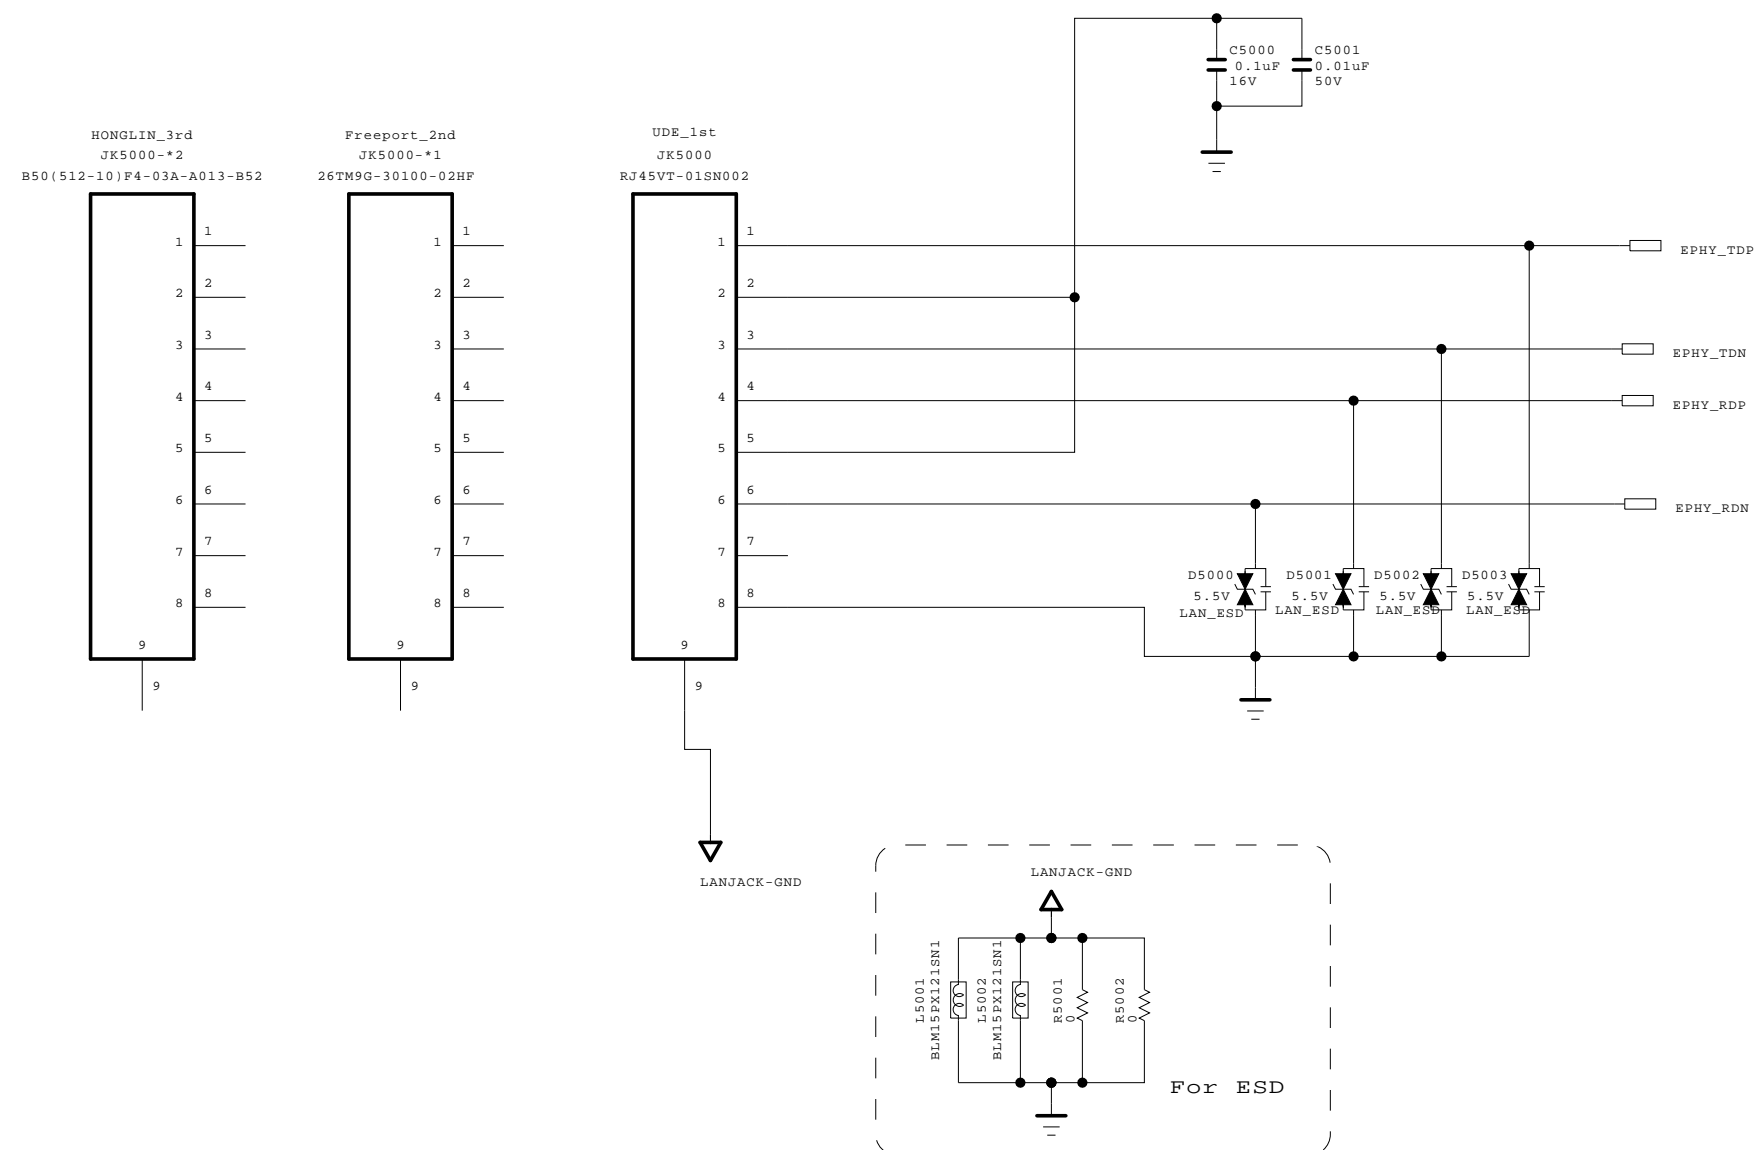 C5000
0.1uF
16V
C5001
0.01uF
50V
HONGLIN_3rd
JK5000-*2
B50(512-10)F4-03A-A013-B52
Freeport_2nd
JK5000-*1
26TM9G-30100-02HF
UDE_1st
JK5000
RJ45VT-01SN002
1 1
2 2
3 3
4 4
5 5
6 6
7 7
8 8
9
9
1 1
2 2
3 3
4 4
5 5
6 6
7 7
8 8
9
9
1 1
2 2
3 3
4 4
5 5
6 6
7 7
8 8
9
9
EPHY_TDP
EPHY_TDN
EPHY_RDP
EPHY_RDN
D5000
5.5V
LAN_ESD
D5001
5.5V
LAN_ESD
D5002
5.5V
LAN_ESD
D5003
5.5V
LAN_ESD
LANJACK-GND
LANJACK-GND
L5001
BLM15PX121SN1
L5002
BLM15PX121SN1
R5001
0
R5002
0
For ESD